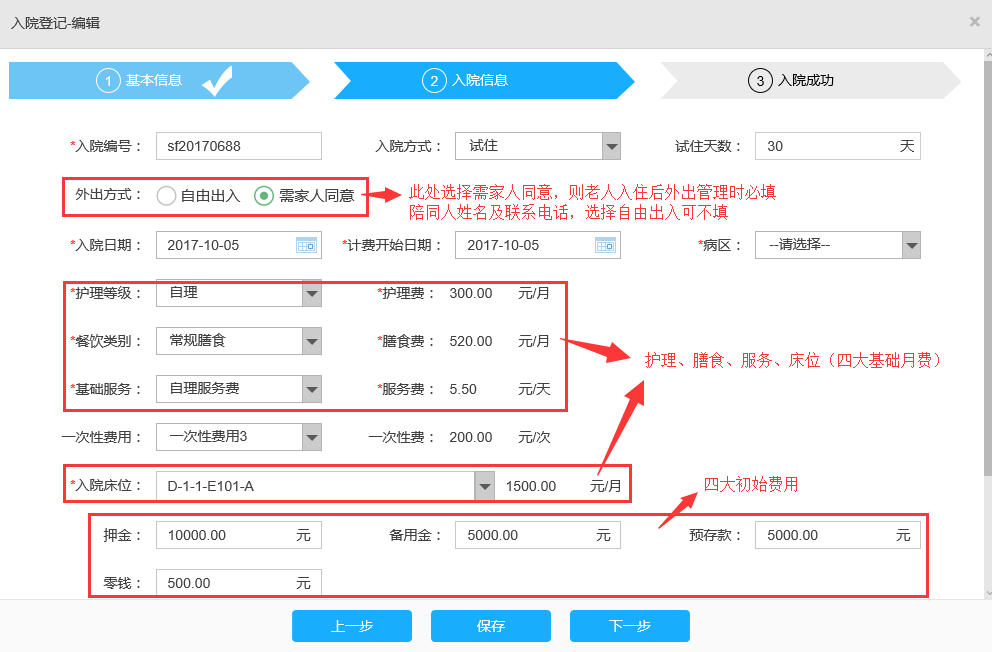 入院登记-编辑
×
1 基本信息
2 入院信息
3 入院成功
*入院编号： sf20170688 入院方式： 试住 试住天数： 30 天
外出方式： 自由出入 需家人同意
此处选择需家人同意，则老人入住后外出管理时必填
陪同人姓名及联系电话，选择自由出入可不填
*入院日期： 2017-10-05 *计费开始日期： 2017-10-05 *病区： --请选择--
*护理等级： 自理 *护理费： 300.00 元/月
*餐饮类别： 常规膳食 *膳食费： 520.00 元/月
护理、膳食、服务、床位（四大基础月费）
*基础服务： 自理服务费 *服务费： 5.50 元/天
一次性费用： 一次性费用3 一次性费： 200.00 元/次
*入院床位： D-1-1-E101-A 1500.00 元/月
四大初始费用
押金： 10000.00 元 备用金： 5000.00 元 预存款： 5000.00 元
零钱： 500.00 元
上一步 保存 下一步